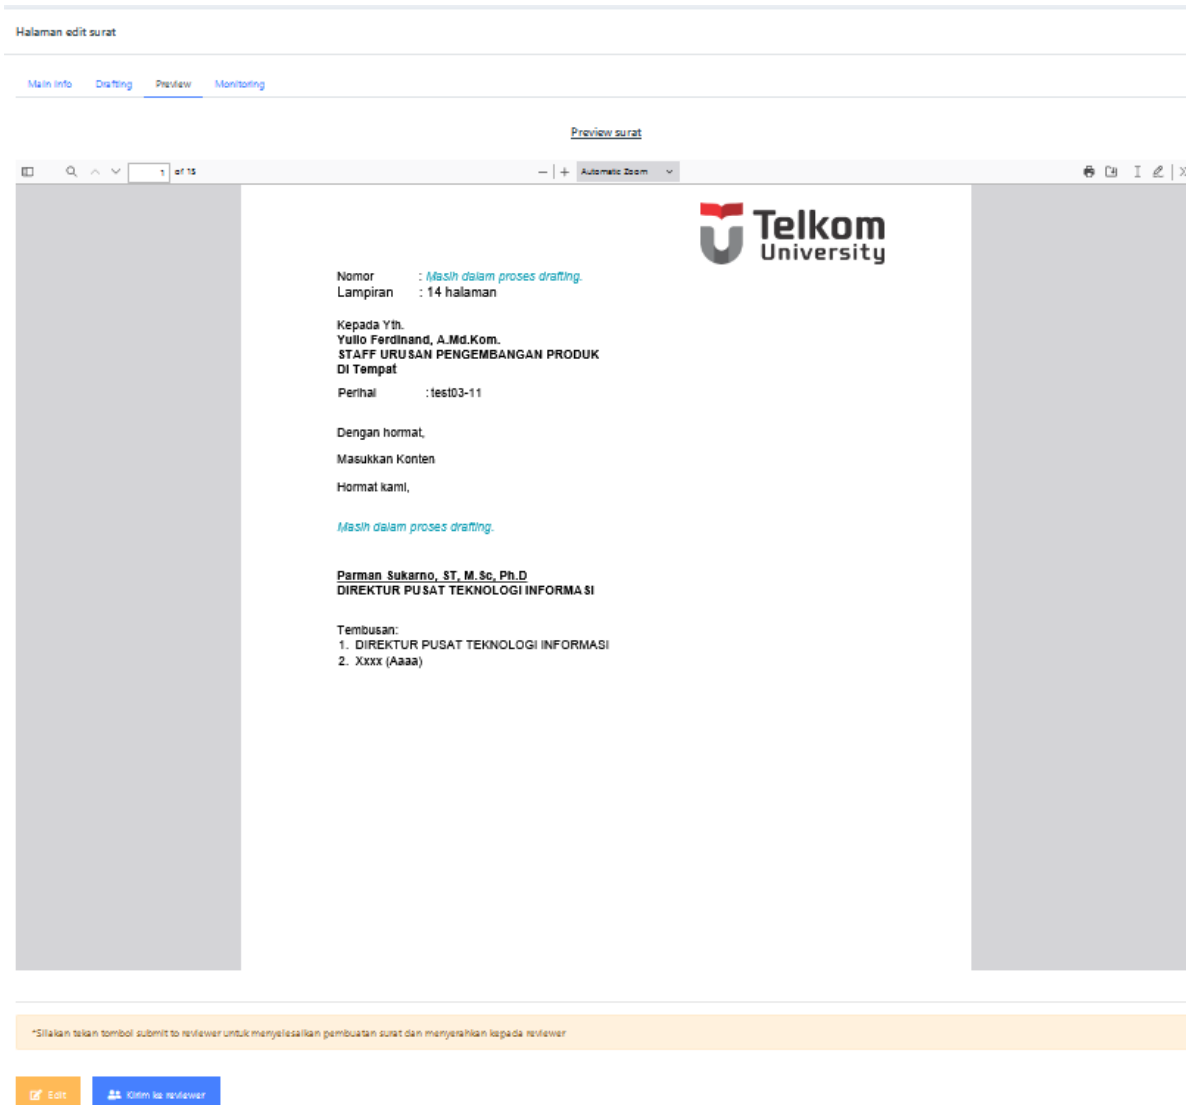 Halaman edit surat
Main Info Drafting Preview Monitoring
Preview surat
1 of 15 Automatic Zoom
Telkom
University
Nomor : Masih dalam proses drafting.
Lampiran : 14 halaman
Kepada Yth.
Yulio Ferdinand, A.Md.Kom.
STAFF URUSAN PENGEMBANGAN PRODUK
Di Tempat
Perihal : test03-11
Dengan hormat,
Masukkan Konten
Hormat kami,
Masih dalam proses drafting.
Parman Sukarno, ST, M.Sc, Ph.D
DIREKTUR PUSAT TEKNOLOGI INFORMASI
Tembusan:
1. DIREKTUR PUSAT TEKNOLOGI INFORMASI
2. Xxxx (Aaaa)
*Silakan tekan tombol submit to reviewer untuk menyelesaikan pembuatan surat dan menyerahkan kepada reviewer
Edit Kirim ke reviewer